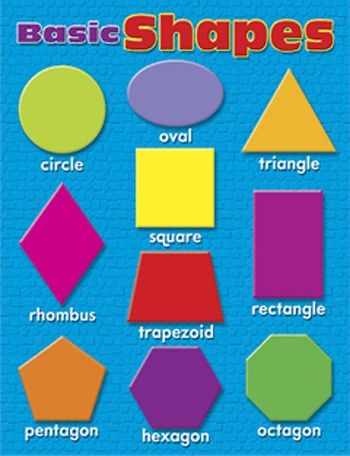 Basic Shapes
circle
oval
triangle
square
rhombus
trapezoid
rectangle
pentagon
hexagon
octagon